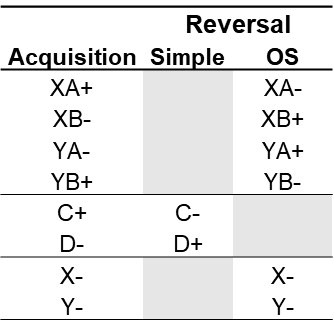 Reversal
Acquisition Simple OS
XA+ XA-
XB- XB+
YA- YA+
YB+ YB-
C+ C-
D- D+
X- X-
Y- Y-